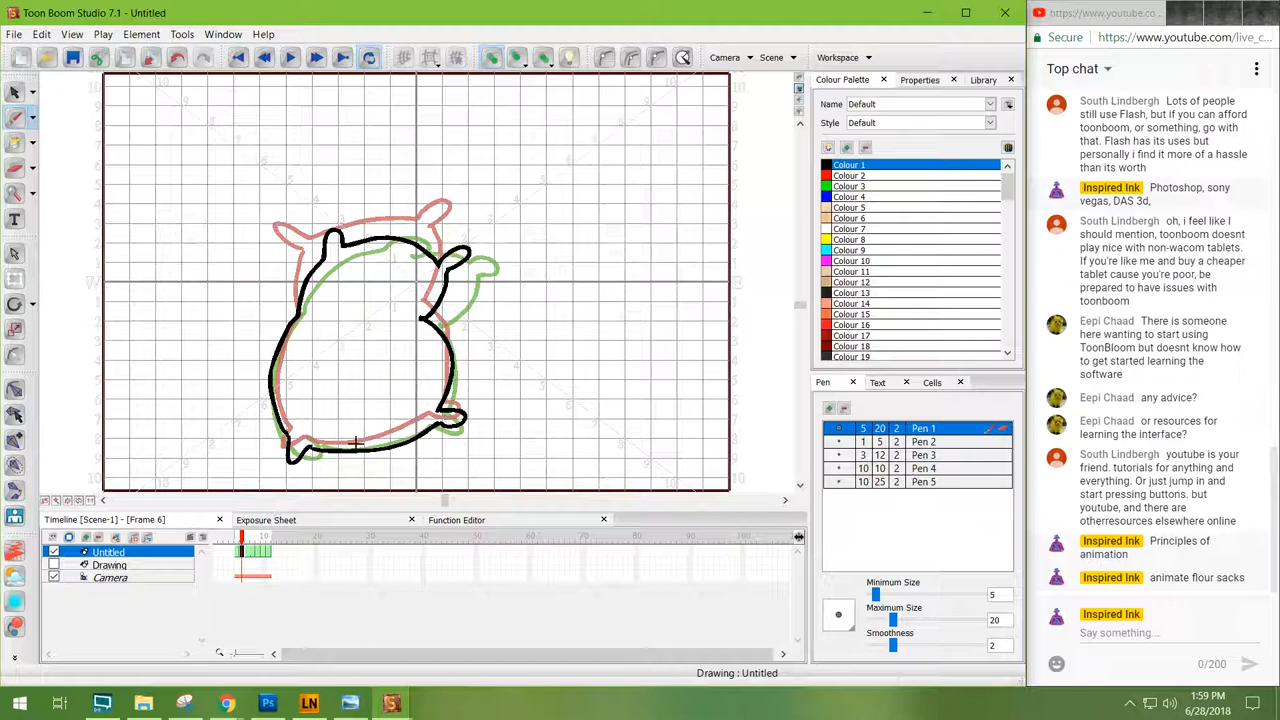 Toon Boom Studio 7.1 - Untitled
File Edit View Play Element Tools Window Help
Camera Scene Workspace
Colour Palette Properties Library
Name Default
Style Default
Colour 1
Colour 2
Colour 3
Colour 4
Colour 5
Colour 6
Colour 7
Colour 8
Colour 9
Colour 10
Colour 11
Colour 12
Colour 13
Colour 14
Colour 15
Colour 16
Colour 17
Colour 18
Colour 19
Pen Text Cells
5 20 2 Pen 1
1 5 2 Pen 2
3 12 2 Pen 3
10 10 2 Pen 4
10 25 2 Pen 5
Minimum Size
5
Maximum Size
20
Smoothness
2
Timeline [Scene-1] - [Frame 6] Exposure Sheet Function Editor
10 20 30 40 50 60 70 80 90 100
Untitled
Drawing
Camera
Drawing : Untitled
https://www.youtube.co
Secure https://www.youtube.com/live_c...
Top chat
South Lindbergh Lots of people
still use Flash, but if you can afford
toonboom, or something, go with
that. Flash has its uses but
personally i find it more of a hassle
than its worth
Inspired Ink Photoshop, sony
vegas, DAS 3d,
South Lindbergh oh, i feel like I
should mention, toonboom doesnt
play nice with non-wacom tablets.
If you're like me and buy a cheaper
tablet cause you're poor, be
prepared to have issues with
toonboom
Eepi Chaad There is someone
here wanting to start using
ToonBloom but doesnt know how
to get started learning the
software
Eepi Chaad any advice?
Eepi Chaad or resources for
learning the interface?
South Lindbergh youtube is your
friend. tutorials for anything and
everything. Or just jump in and
start pressing buttons. but
youtube, and there are
otherresources elsewhere online
Inspired Ink Principles of
animation
Inspired Ink animate flour sacks
Inspired Ink
Say something...
0/200
1:59 PM
6/28/2018